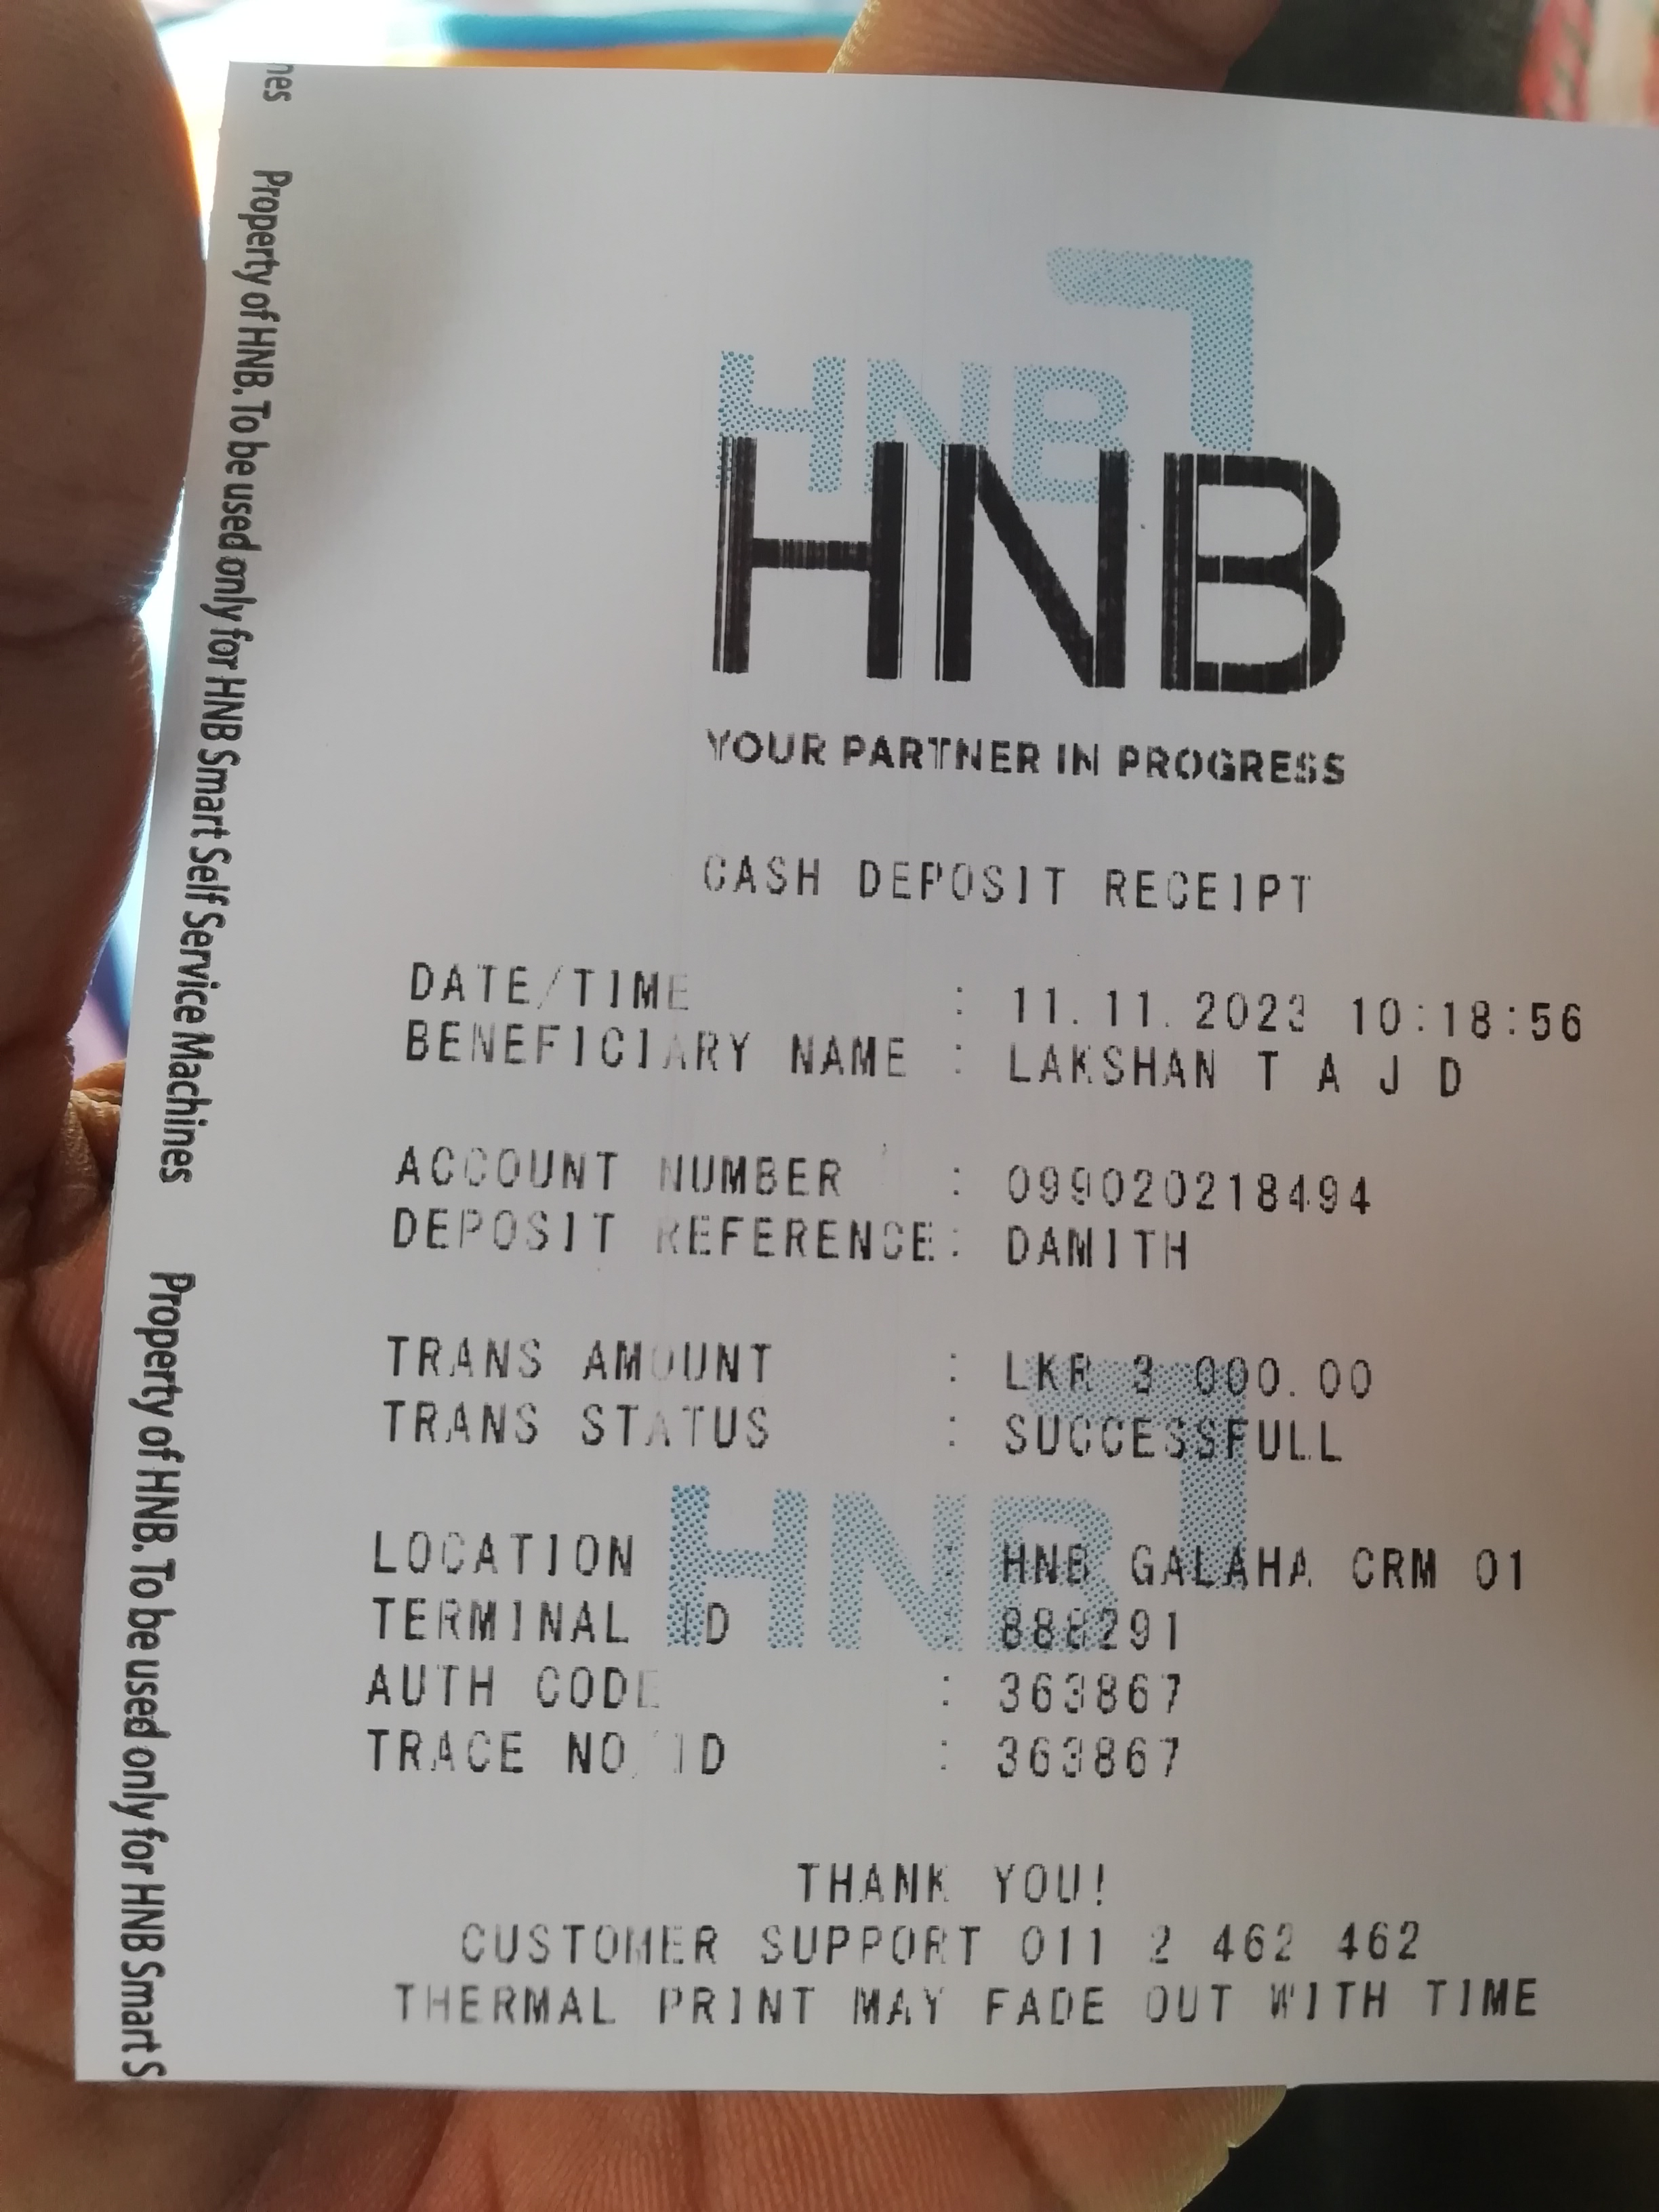 HNB
HNB
YOUR PARTNER IN PROGRESS
CASH DEPOSIT RECEIPT
DATE/TIME : 11.11.2023 10:18:56
BENEFICIARY NAME : LAKSHAN T A J D
ACCOUNT NUMBER : 099020218494
DEPOSIT REFERENCE: DAMITH
TRANS AMOUNT : LKR 3 000.00
TRANS STATUS : SUCCESSFULL
HNB
LOCATION : HNB GALAHA CRM 01
TERMINAL ID : 888291
AUTH CODE : 363867
TRACE NO/ID : 363867
THANK YOU!
CUSTOMER SUPPORT 011 2 462 462
THERMAL PRINT MAY FADE OUT WITH TIME
nes Property of HNB. To be used only for HNB Smart Self Service Machines Property of HNB. To be used only for HNB Smart S